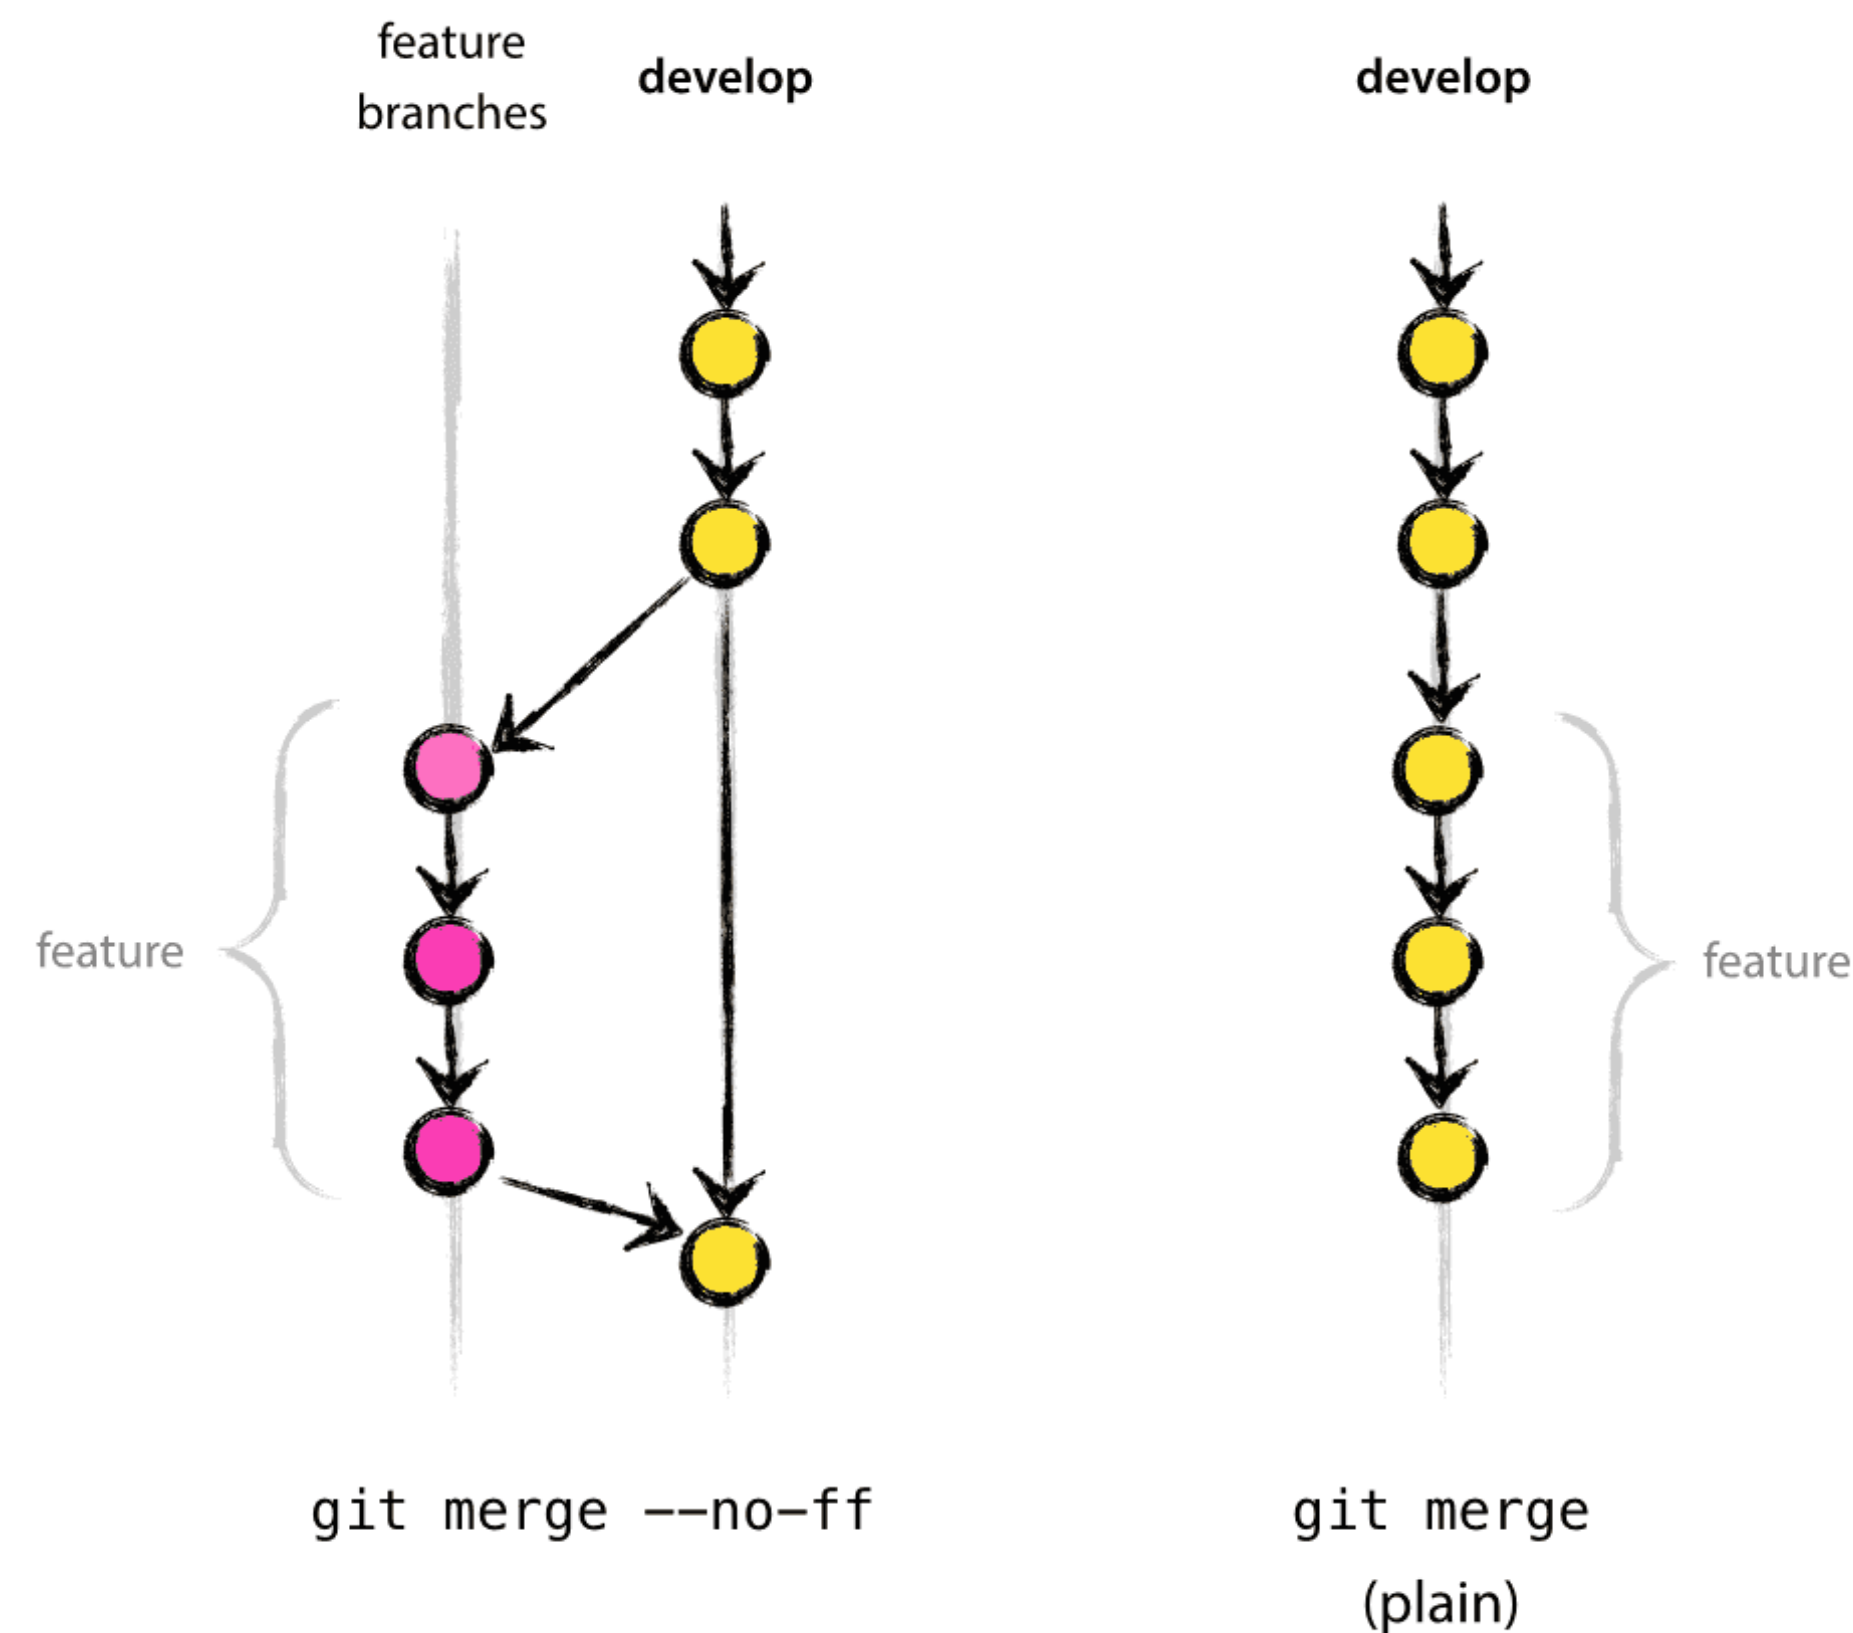 feature
branches
develop
develop
feature
feature
git merge --no-ff
git merge
(plain)